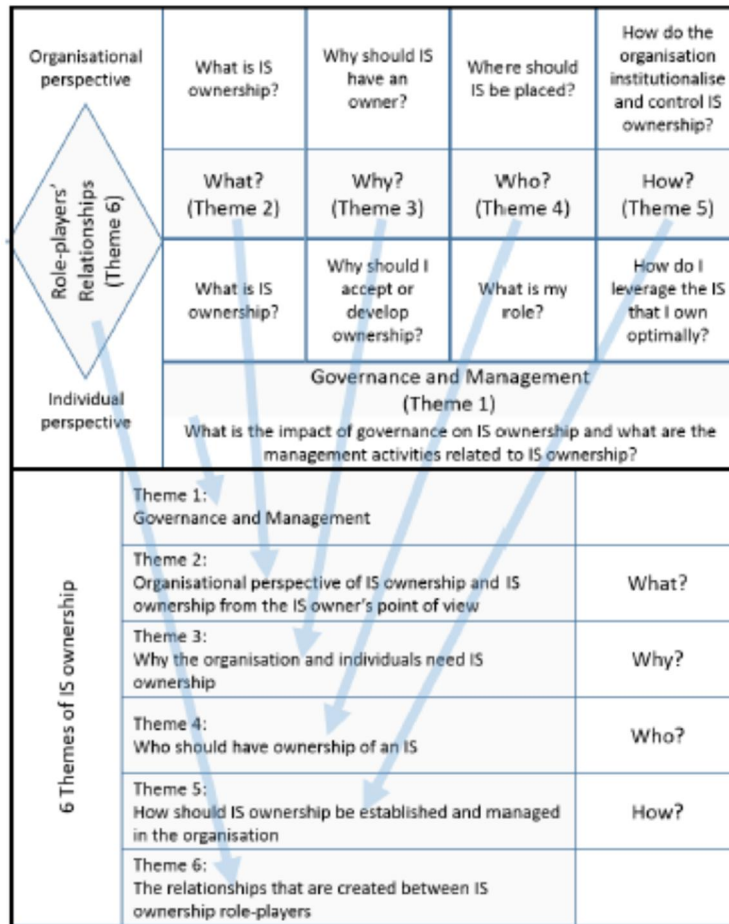 Organisational
perspective
What is IS
ownership?
Why should IS
have an
owner?
Where should
IS be placed?
How do the
organisation
institutionalise
and control IS
ownership?
Role-players'
Relationships
(Theme 6)
What?
(Theme 2)
Why?
(Theme 3)
Who?
(Theme 4)
How?
(Theme 5)
What is IS
ownership?
Why should I
accept or
develop
ownership?
What is my
role?
How do I
leverage the IS
that I own
optimally?
Individual
perspective
Governance and Management
(Theme 1)
What is the impact of governance on IS ownership and what are the
management activities related to IS ownership?
6 Themes of IS ownership
Theme 1:
Governance and Management
Theme 2:
Organisational perspective of IS ownership and IS
ownership from the IS owner's point of view
What?
Theme 3:
Why the organisation and individuals need IS
ownership
Why?
Theme 4:
Who should have ownership of an IS
Who?
Theme 5:
How should IS ownership be established and managed
in the organisation
How?
Theme 6:
The relationships that are created between IS
ownership role-players